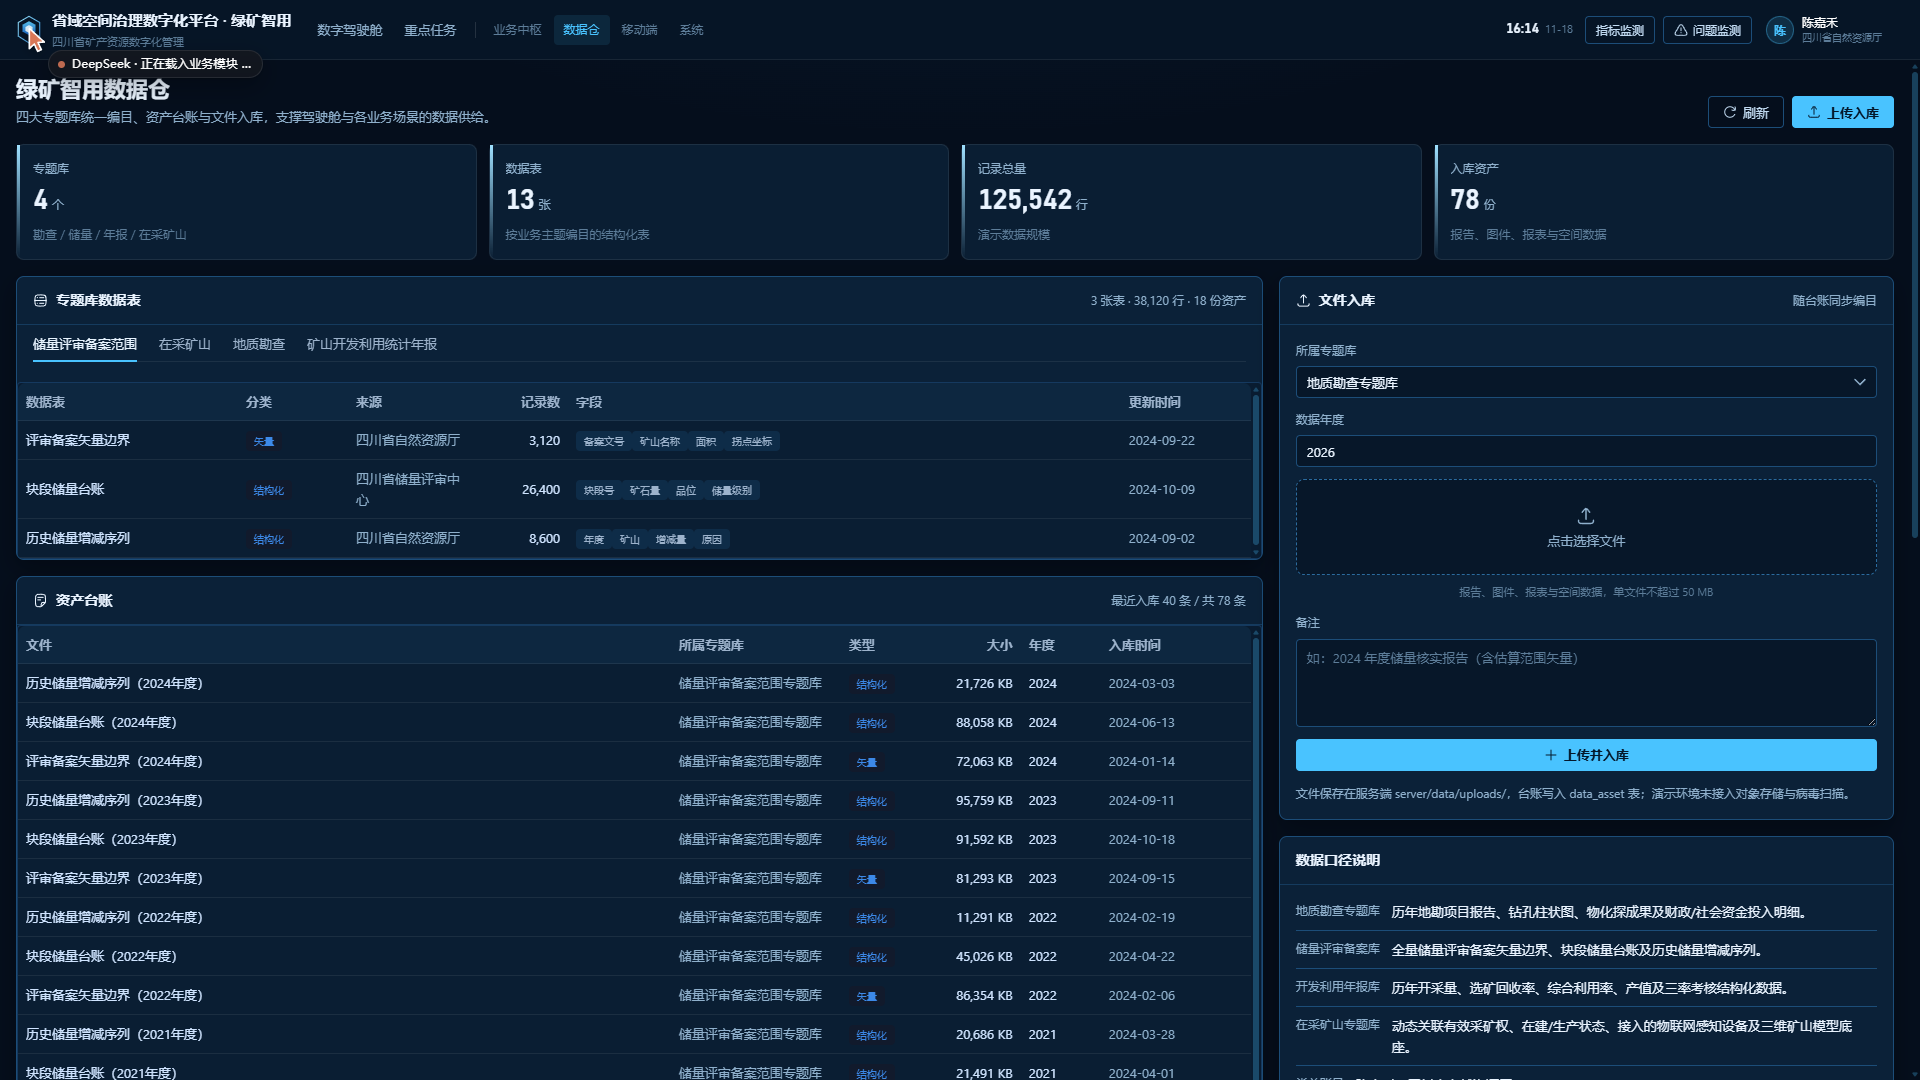 省域空间治理数字化平台 · 绿矿智用
四川省矿产资源数字化管理
数字驾驶舱 重点任务 业务中枢 数据仓 移动端 系统
16:14 11-18 指标监测 问题监测 陈 陈嘉禾
四川省自然资源厅
DeepSeek · 正在载入业务模块 ...
绿矿智用数据仓
四大专题库统一编目、资产台账与文件入库，支撑驾驶舱与各业务场景的数据供给。
刷新 上传入库
专题库
4 个
勘查 / 储量 / 年报 / 在采矿山
数据表
13 张
按业务主题编目的结构化表
记录总量
125,542 行
演示数据规模
入库资产
78 份
报告、图件、报表与空间数据
专题库数据表 3 张表 · 38,120 行 · 18 份资产
储量评审备案范围 在采矿山 地质勘查 矿山开发利用统计年报
数据表 分类 来源 记录数 字段 更新时间
评审备案矢量边界 矢量 四川省自然资源厅 3,120 备案文号 矿山名称 面积 拐点坐标 2024-09-22
块段储量台账 结构化 四川省储量评审中心 26,400 块段号 矿石量 品位 储量级别 2024-10-09
历史储量增减序列 结构化 四川省自然资源厅 8,600 年度 矿山 增减量 原因 2024-09-02
资产台账 最近入库 40 条 / 共 78 条
文件 所属专题库 类型 大小 年度 入库时间
历史储量增减序列（2024年度） 储量评审备案范围专题库 结构化 21,726 KB 2024 2024-03-03
块段储量台账（2024年度） 储量评审备案范围专题库 结构化 88,058 KB 2024 2024-06-13
评审备案矢量边界（2024年度） 储量评审备案范围专题库 矢量 72,063 KB 2024 2024-01-14
历史储量增减序列（2023年度） 储量评审备案范围专题库 结构化 95,759 KB 2023 2024-09-11
块段储量台账（2023年度） 储量评审备案范围专题库 结构化 91,592 KB 2023 2024-10-18
评审备案矢量边界（2023年度） 储量评审备案范围专题库 矢量 81,293 KB 2023 2024-09-15
历史储量增减序列（2022年度） 储量评审备案范围专题库 结构化 11,291 KB 2022 2024-02-19
块段储量台账（2022年度） 储量评审备案范围专题库 结构化 45,026 KB 2022 2024-04-22
评审备案矢量边界（2022年度） 储量评审备案范围专题库 矢量 86,354 KB 2022 2024-02-06
历史储量增减序列（2021年度） 储量评审备案范围专题库 结构化 20,686 KB 2021 2024-03-28
块段储量台账（2021年度） 储量评审备案范围专题库 结构化 21,491 KB 2021 2024-04-01
文件入库 随台账同步编目
所属专题库
地质勘查专题库
数据年度
2026
点击选择文件
报告、图件、报表与空间数据，单文件不超过 50 MB
备注
如：2024 年度储量核实报告（含估算范围矢量）
上传并入库
文件保存在服务端 server/data/uploads/，台账写入 data_asset 表；演示环境未接入对象存储与病毒扫描。
数据口径说明
地质勘查专题库 历年地勘项目报告、钻孔柱状图、物化探成果及财政/社会资金投入明细。
储量评审备案库 全量储量评审备案矢量边界、块段储量台账及历史储量增减序列。
开发利用年报库 历年开采量、选矿回收率、综合利用率、产值及三率考核结构化数据。
在采矿山专题库 动态关联有效采矿权、在建/生产状态、接入的物联网感知设备及三维矿山模型底座。